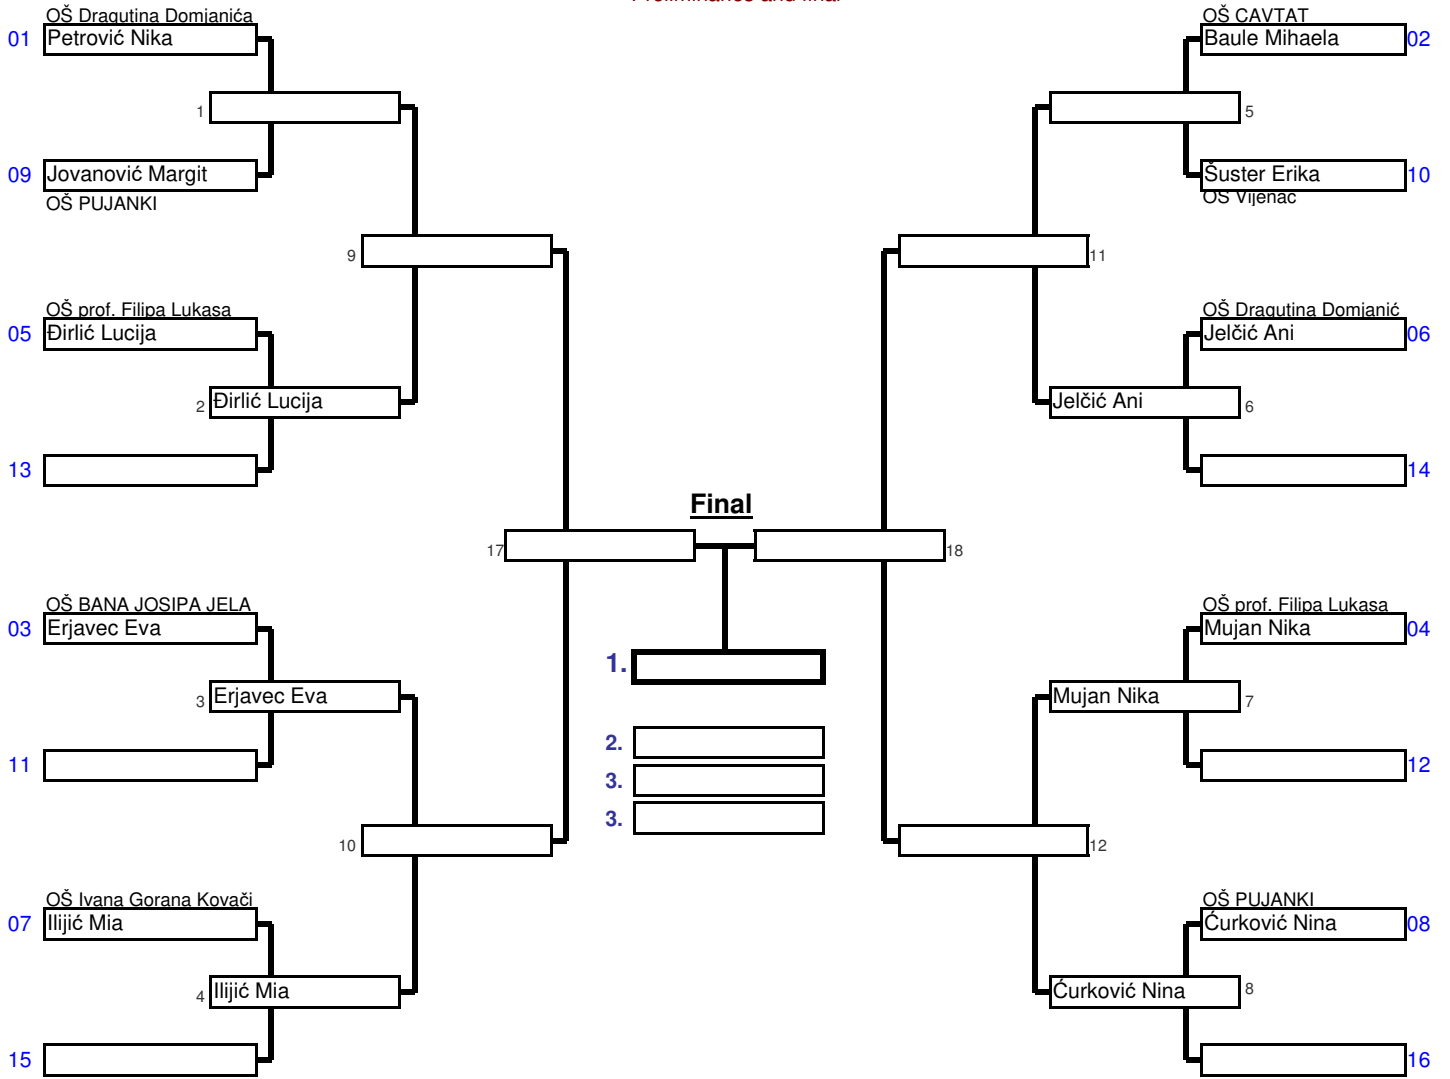 Preliminaries and final
OŠ Dragutina Domjanića
01 Petrović Nika
1
09 Jovanović Margit
OŠ PUJANKI
9
OŠ prof. Filipa Lukasa
05 Đirlić Lucija
2 Đirlić Lucija
13
17
OŠ BANA JOSIPA JELA
03 Erjavec Eva
3 Erjavec Eva
11
10
OŠ Ivana Gorana Kovači
07 Ilijić Mia
4 Ilijić Mia
15
Final
1.
2.
3.
3.
OŠ CAVTAT
Baule Mihaela 02
5
Šuster Erika 10
OŠ Vijenac
11
OŠ Dragutina Domjanić
Jelčić Ani 06
Jelčić Ani 6
14
18
OŠ prof. Filipa Lukasa
Mujan Nika 04
Mujan Nika 7
12
12
OŠ PUJANKI
Ćurković Nina 08
Ćurković Nina 8
16